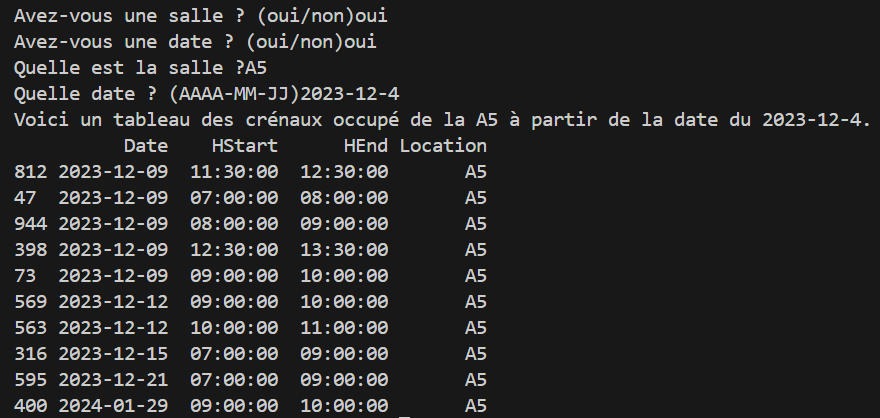 Avez-vous une salle ? (oui/non)oui
Avez-vous une date ? (oui/non)oui
Quelle est la salle ?A5
Quelle date ? (AAAA-MM-JJ)2023-12-4
Voici un tableau des crénaux occupé de la A5 à partir de la date du 2023-12-4.
Date HStart HEnd Location
812 2023-12-09 11:30:00 12:30:00 A5
47 2023-12-09 07:00:00 08:00:00 A5
944 2023-12-09 08:00:00 09:00:00 A5
398 2023-12-09 12:30:00 13:30:00 A5
73 2023-12-09 09:00:00 10:00:00 A5
569 2023-12-12 09:00:00 10:00:00 A5
563 2023-12-12 10:00:00 11:00:00 A5
316 2023-12-15 07:00:00 09:00:00 A5
595 2023-12-21 07:00:00 09:00:00 A5
400 2024-01-29 09:00:00 10:00:00 A5